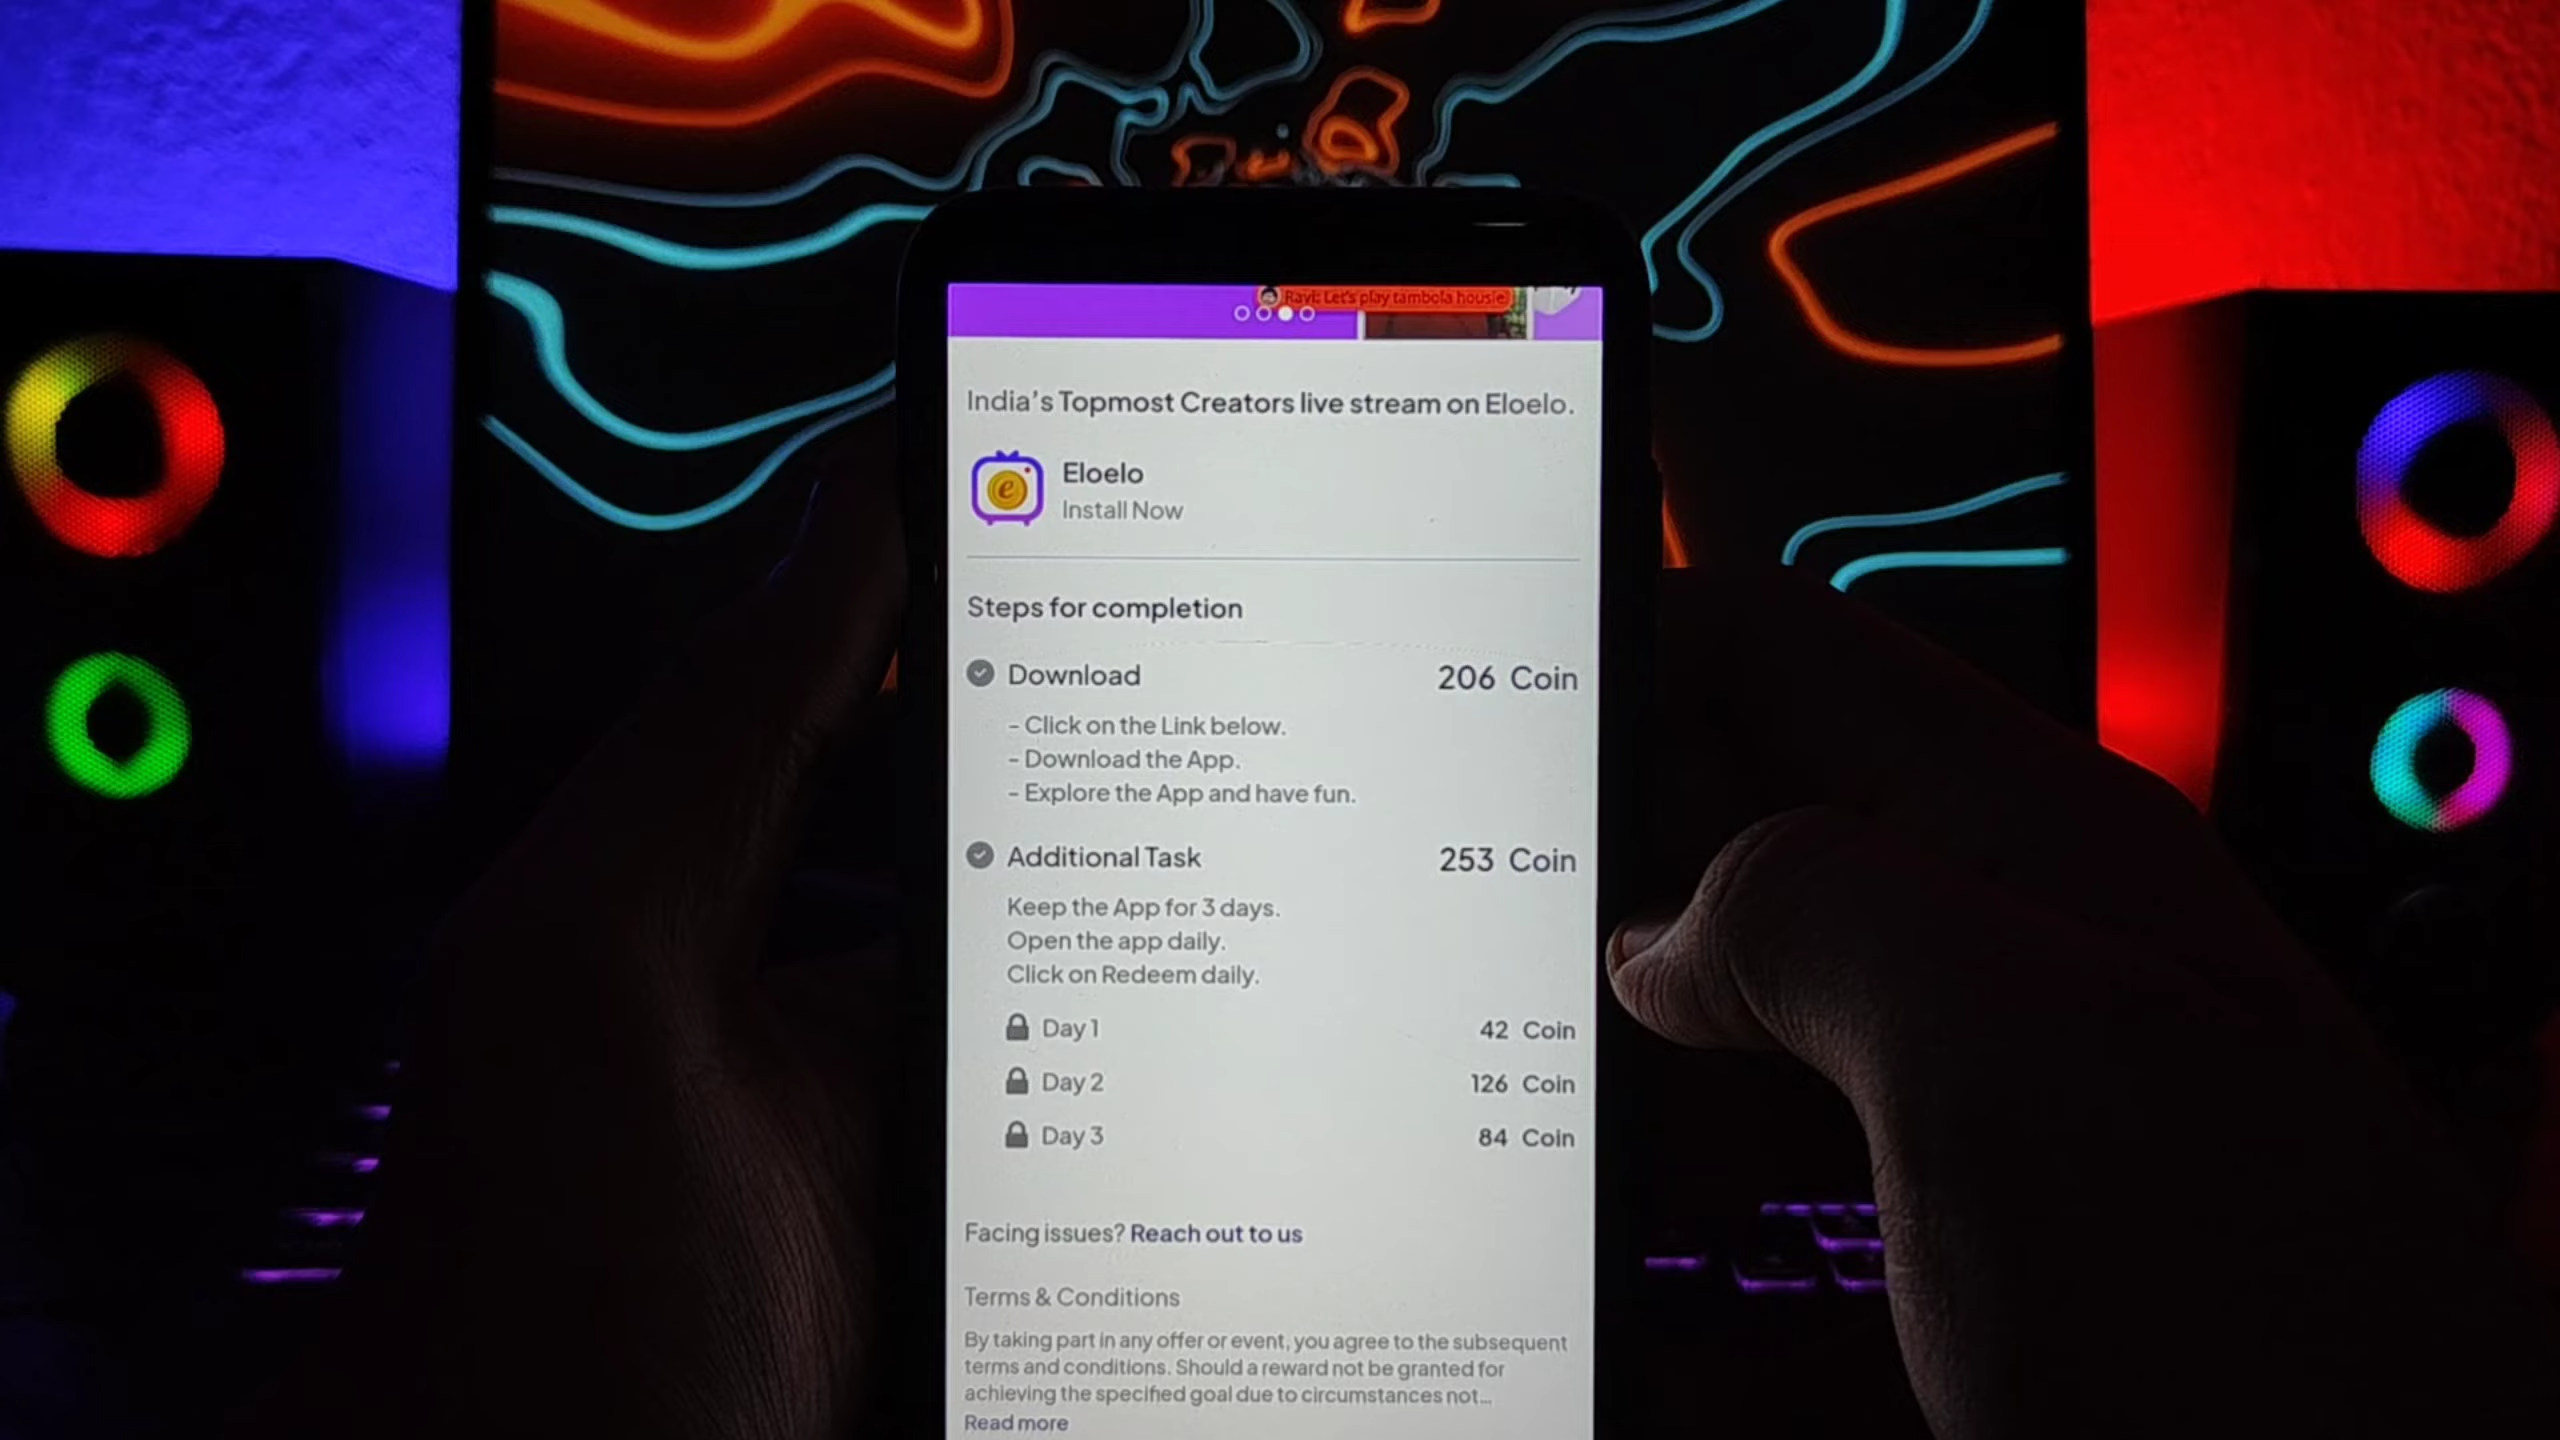 Ravi: Let's play tambola housie
India's Topmost Creators live stream on Eloelo.
e
Eloelo
Install Now
Steps for completion
Download 206 Coin
- Click on the Link below.
- Download the App.
- Explore the App and have fun.
Additional Task 253 Coin
Keep the App for 3 days.
Open the app daily.
Click on Redeem daily.
Day 1 42 Coin
Day 2 126 Coin
Day 3 84 Coin
Facing issues? Reach out to us
Terms & Conditions
By taking part in any offer or event, you agree to the subsequent
terms and conditions. Should a reward not be granted for
achieving the specified goal due to circumstances not...
Read more